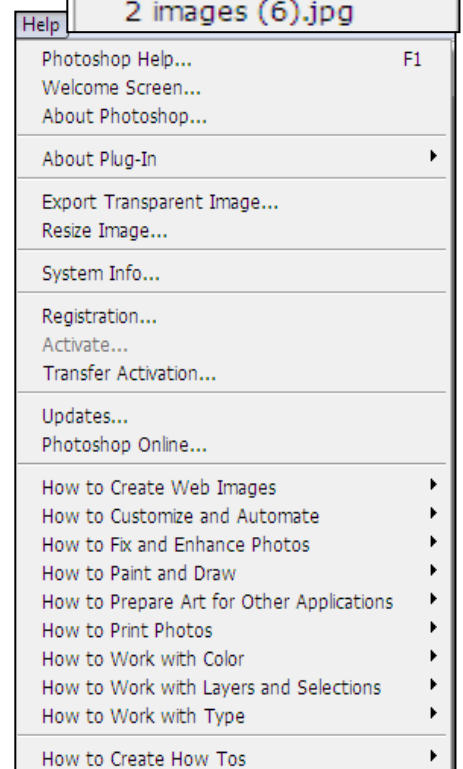 2 images (6).jpg
Help
Photoshop Help... F1
Welcome Screen...
About Photoshop...
About Plug-In
Export Transparent Image...
Resize Image...
System Info...
Registration...
Activate...
Transfer Activation...
Updates...
Photoshop Online...
How to Create Web Images
How to Customize and Automate
How to Fix and Enhance Photos
How to Paint and Draw
How to Prepare Art for Other Applications
How to Print Photos
How to Work with Color
How to Work with Layers and Selections
How to Work with Type
How to Create How Tos